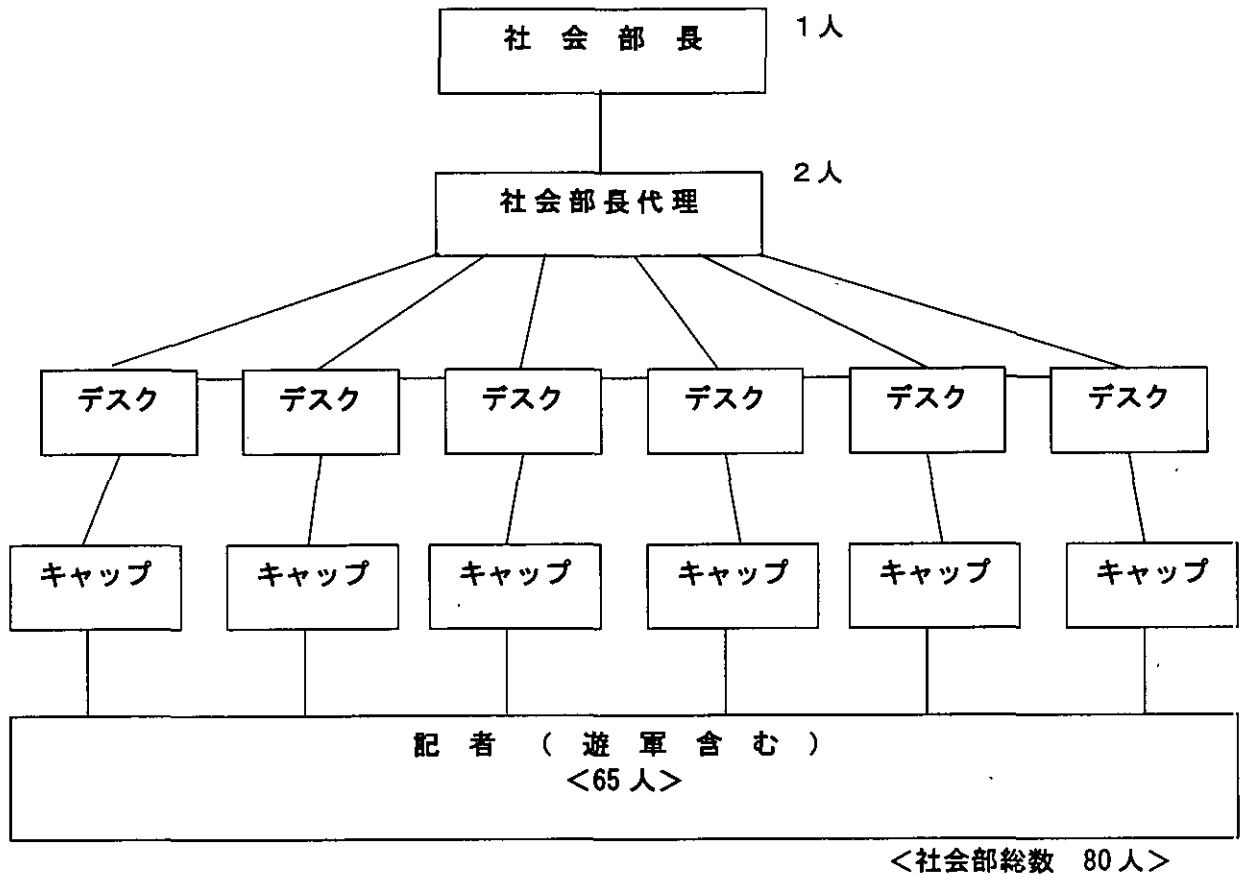 社会部長
1人
社会部長代理
2人
デスク デスク デスク デスク デスク デスク
キャップ キャップ キャップ キャップ キャップ キャップ
記者(遊軍含む)
<65人>
<社会部総数 80人>